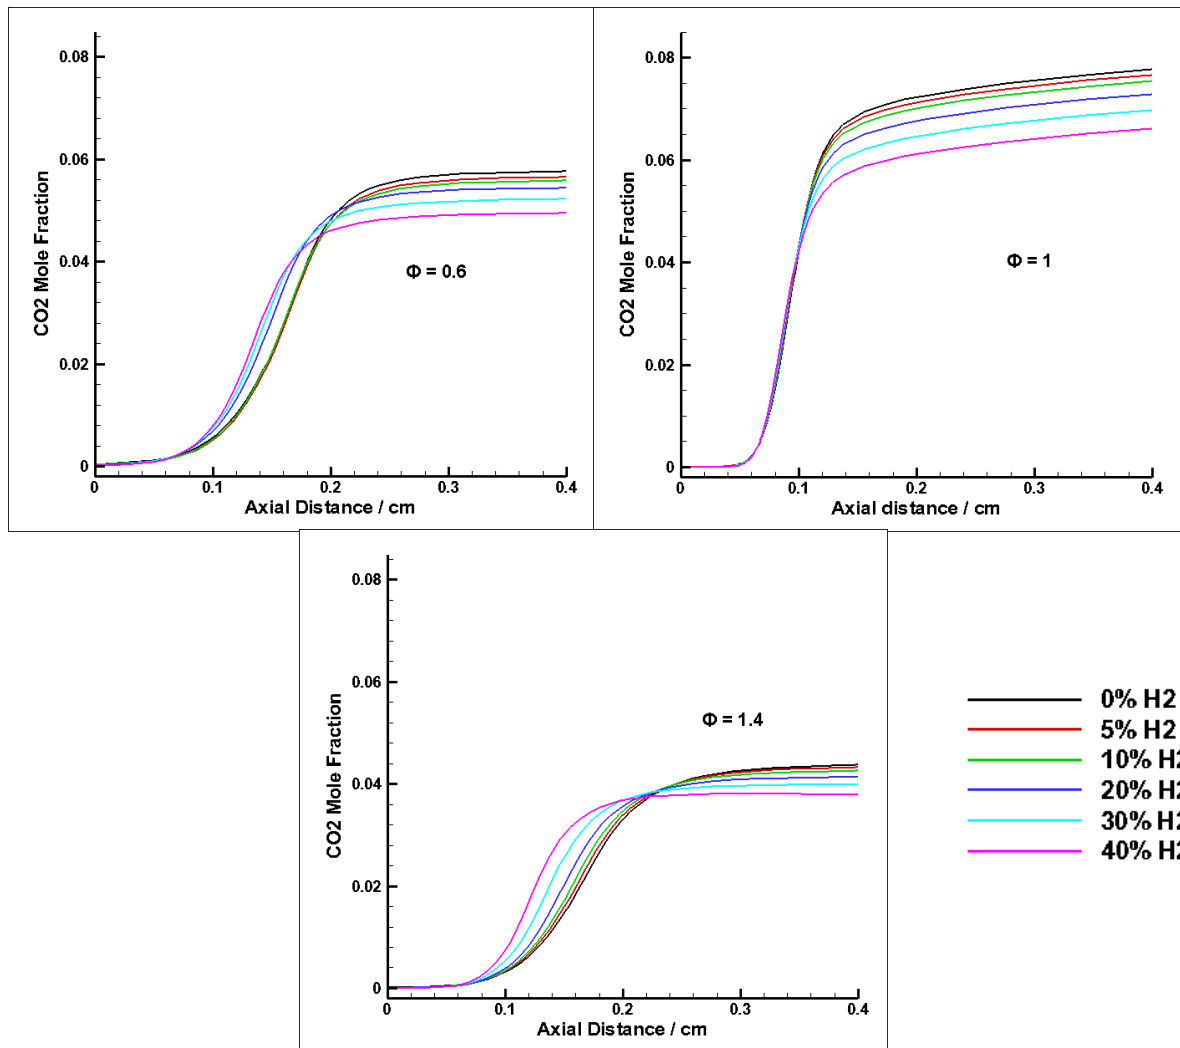 0.08
0.06
0.04
0.02
0
CO2 Mole Fraction
Φ = 0.6
0 0.1 0.2 0.3 0.4
Axial Distance / cm
0.08
0.06
0.04
0.02
0
CO2 Mole Fraction
Φ = 1
0 0.1 0.2 0.3 0.4
Axial distance / cm
0.08
0.06
0.04
0.02
0
CO2 Mole Fraction
Φ = 1.4
0 0.1 0.2 0.3 0.4
Axial Distance / cm
0% H2
5% H2
10% H2
20% H2
30% H2
40% H2